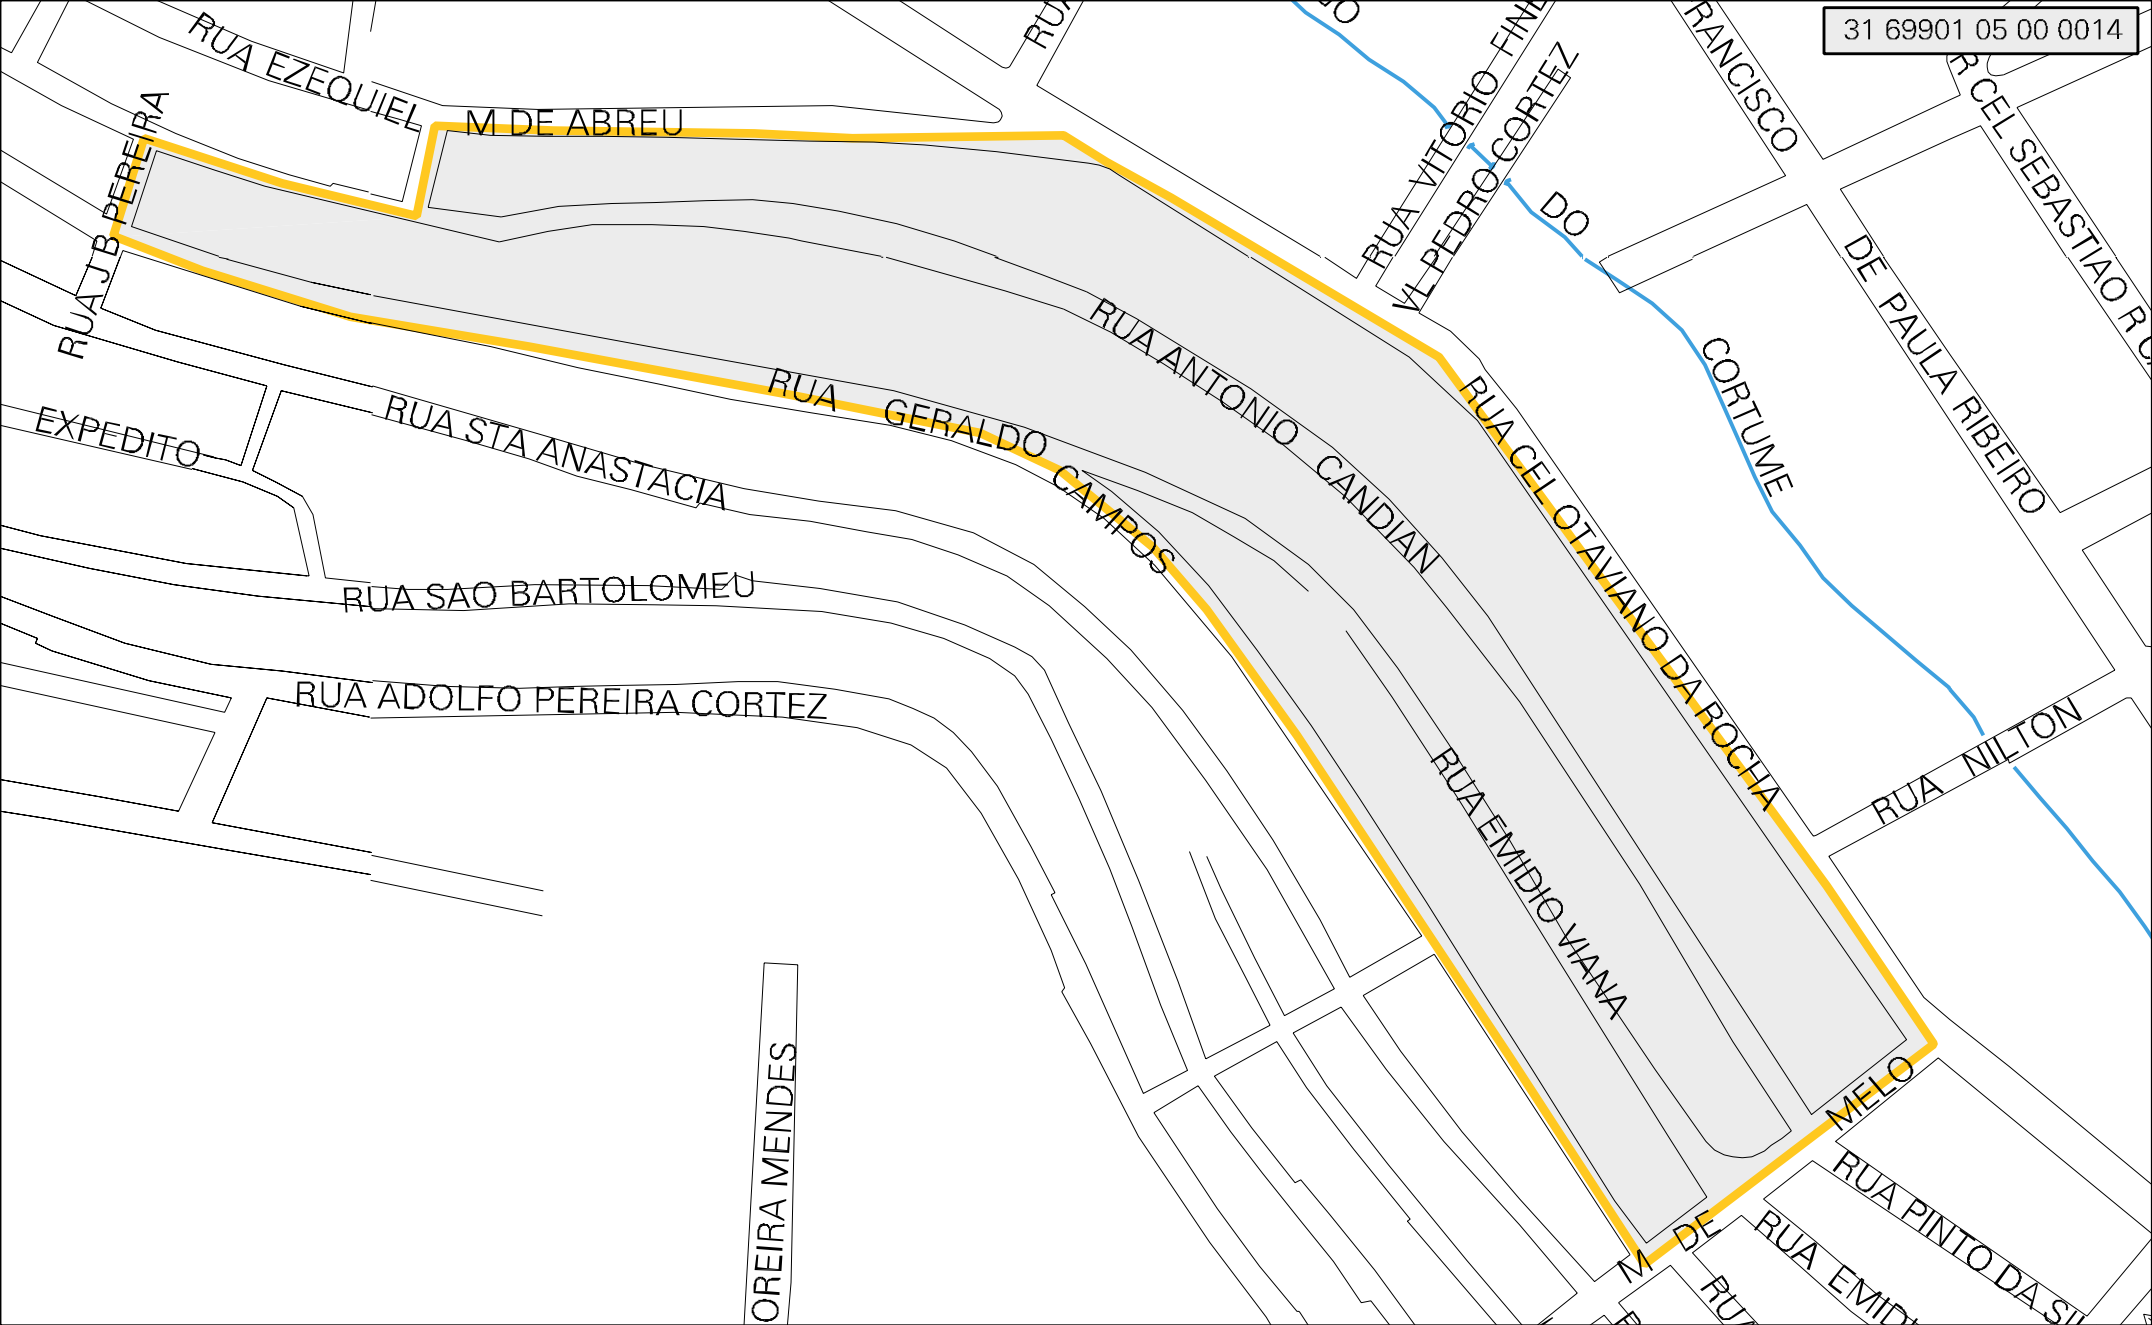 31 69901 05 00 0014
RUA EZEQUIEL
M DE ABREU
RUA VITORIO
VL PEDRO CORTEZ
FRANCISCO
R CEL SEBASTIAO R
DO
CORTUME
DE PAULA RIBEIRO
RUA J B PEREIRA
RUA ANTONIO CANDIAN
RUA GERALDO CAMPOS
RUA CEL OTAVIANO DA ROCHA
EXPEDITO
RUA STA ANASTACIA
RUA SAO BARTOLOMEU
RUA ADOLFO PEREIRA CORTEZ
RUA NILTON
RUA EMIDIO VIANA
OREIRA MENDES
M DE MELO
RUA PINTO DA
RUA EMID
RUA